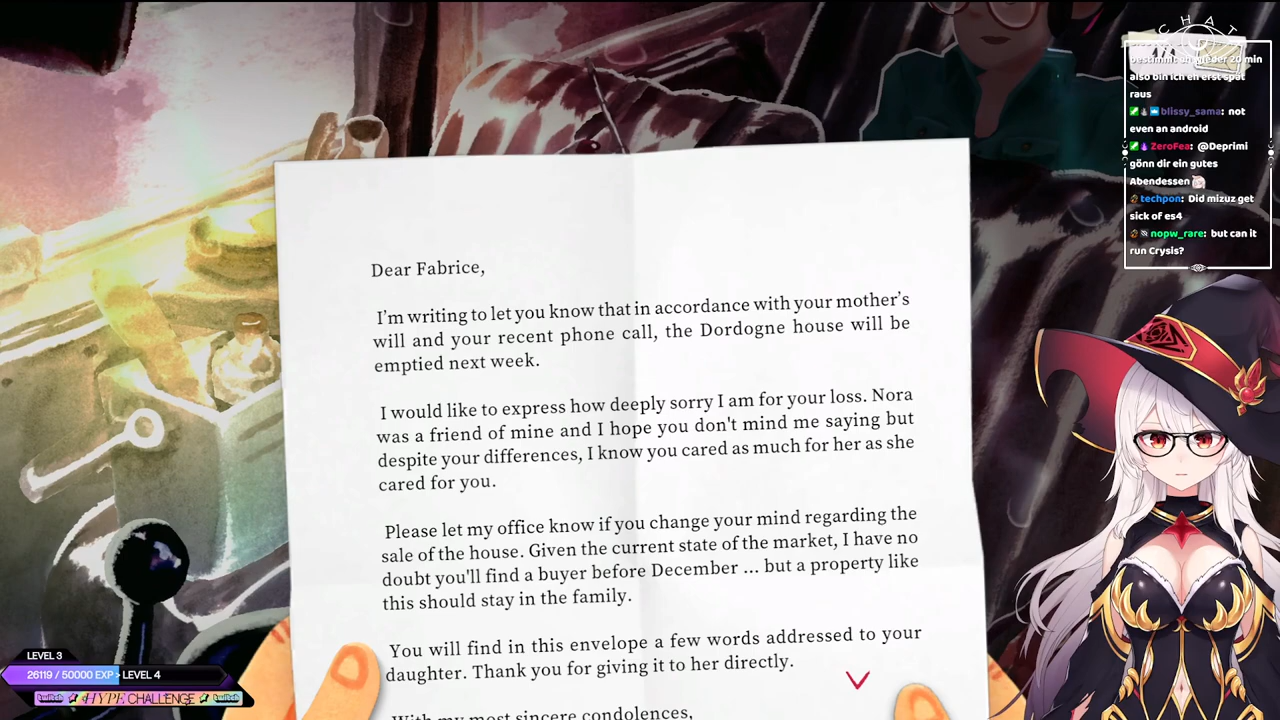 CHAT
bestimmt an wieder 20 min
also bin ich eh erst spät
raus
blissy_sama: not
even an android
ZeroFea: @Deprimi
gönn dir ein gutes
Abendessen
techpon: Did mizuz get
sick of es4
nopw_rare: but can it
run Crysis?
Dear Fabrice,
I'm writing to let you know that in accordance with your mother's
will and your recent phone call, the Dordogne house will be
emptied next week.
I would like to express how deeply sorry I am for your loss. Nora
was a friend of mine and I hope you don't mind me saying but
despite your differences, I know you cared as much for her as she
cared for you.
Please let my office know if you change your mind regarding the
sale of the house. Given the current state of the market, I have no
doubt you'll find a buyer before December ... but a property like
this should stay in the family.
You will find in this envelope a few words addressed to your
daughter. Thank you for giving it to her directly.
With my most sincere condolences,
LEVEL 3
26119 / 50000 EXP > LEVEL 4
twitch HYPE CHALLENGE twitch